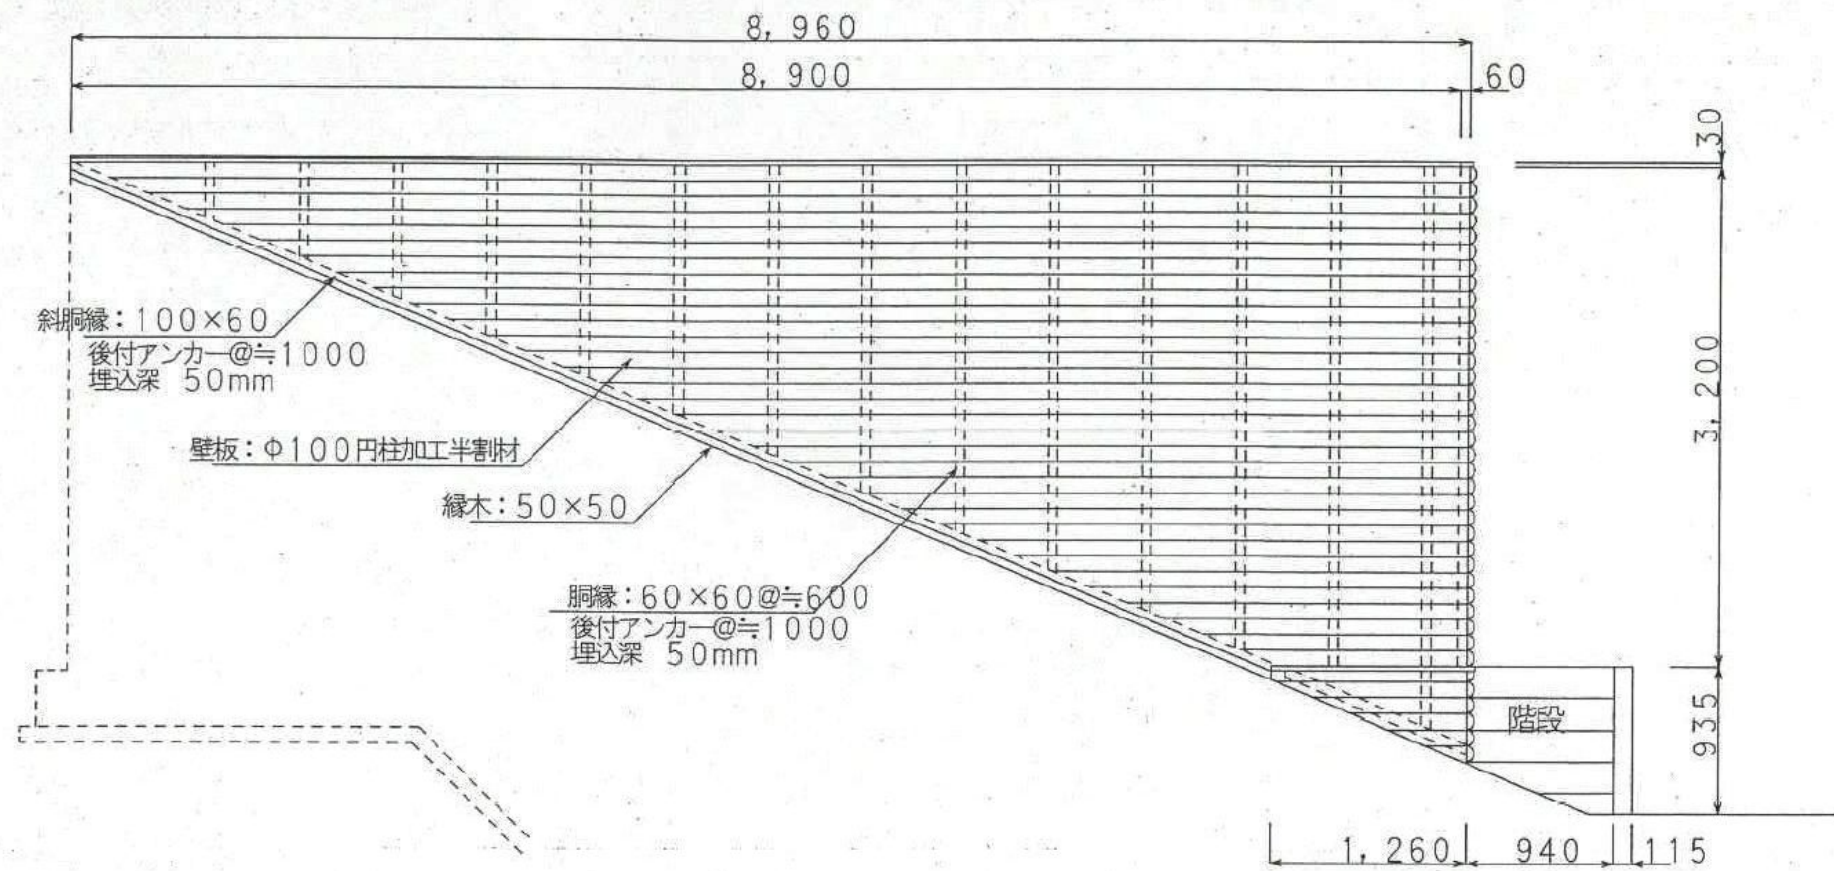 8,960
8,900
60
30
斜胴縁：100×60
後付アンカー@≒1000
埋込深 50mm
3,200
壁板：Φ100円柱加工半割材
縁木：50×50
胴縁：60×60@≒600
後付アンカー@≒1000
埋込深 50mm
階段
935
1,260
940
115